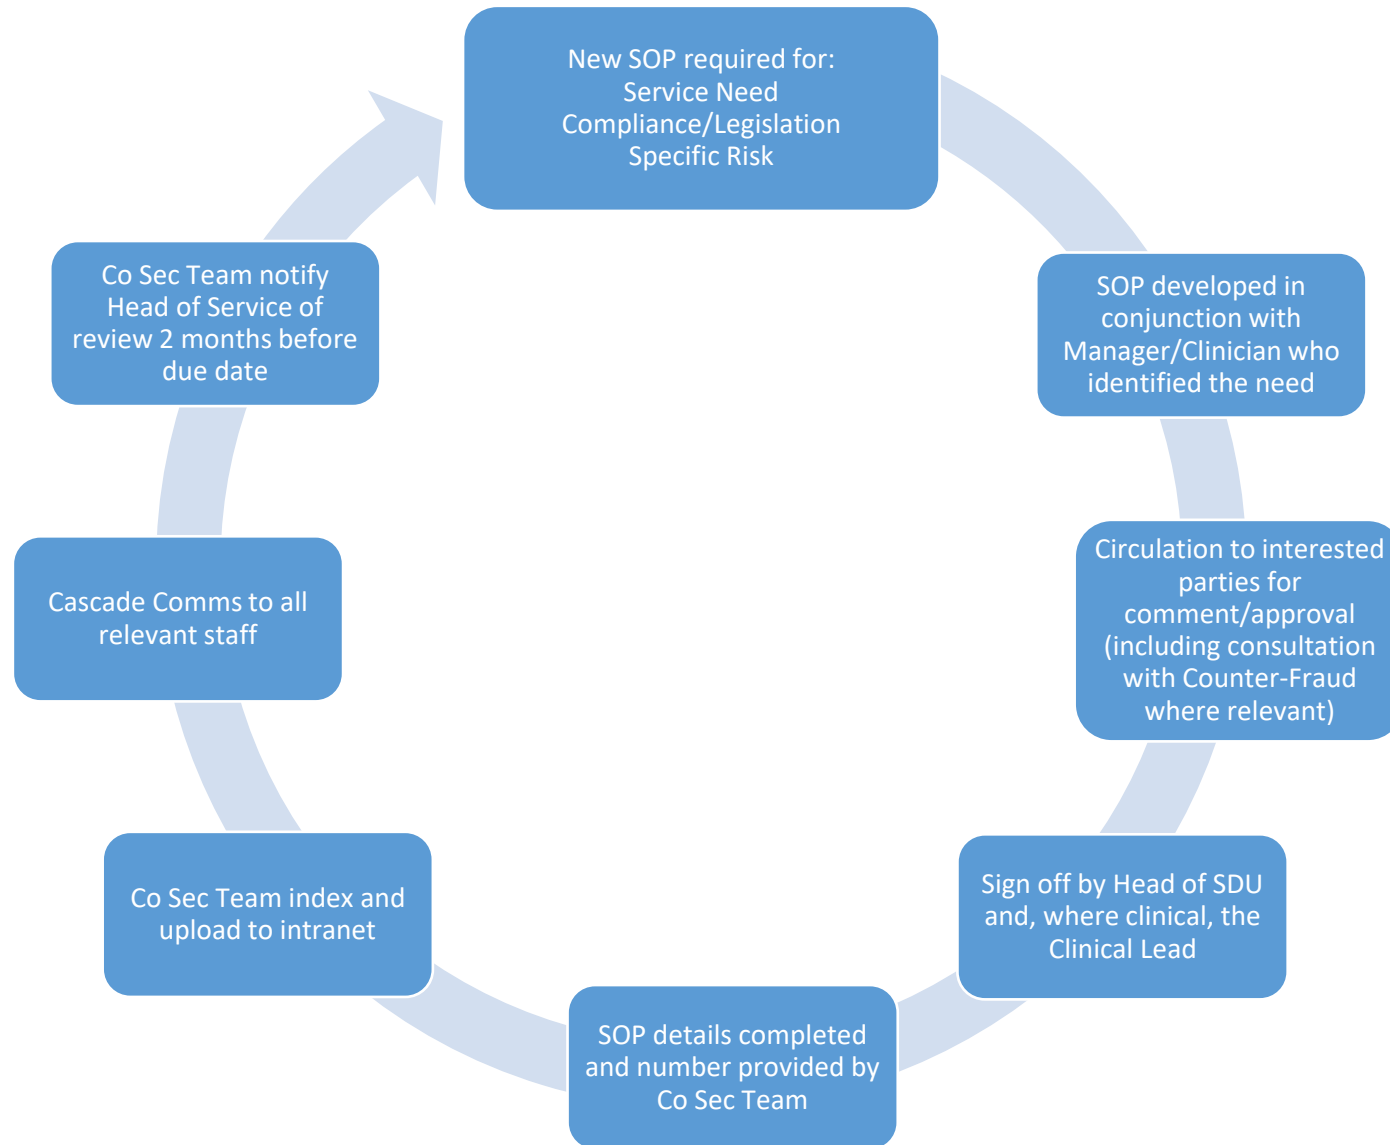 New SOP required for:
Service Need
Compliance/Legislation
Specific Risk
SOP developed in
conjunction with
Manager/Clinician who
identified the need
Circulation to interested
parties for
comment/approval
(including consultation
with Counter-Fraud
where relevant)
Sign off by Head of SDU
and, where clinical, the
Clinical Lead
SOP details completed
and number provided by
Co Sec Team
Co Sec Team index and
upload to intranet
Cascade Comms to all
relevant staff
Co Sec Team notify
Head of Service of
review 2 months before
due date